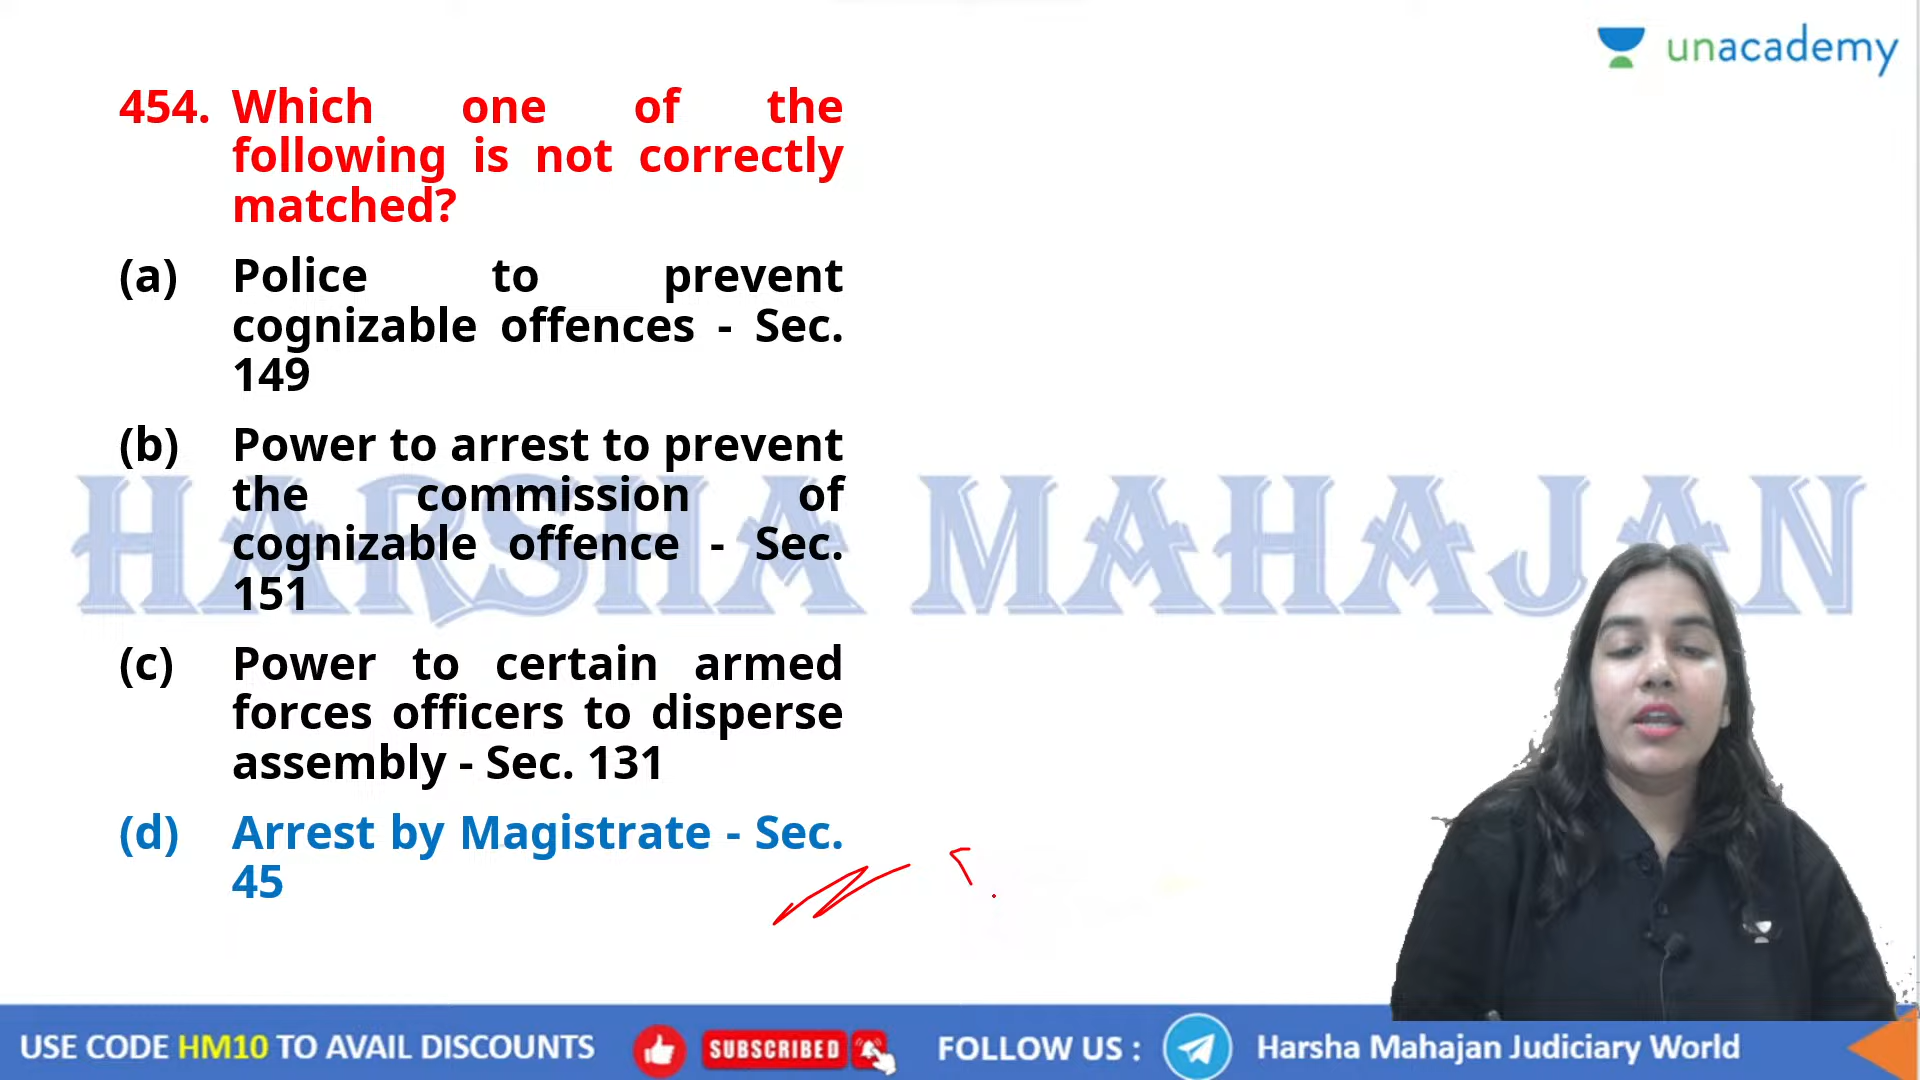 unacademy
454. Which one of the
following is not correctly
matched?
(a) Police to prevent
cognizable offences - Sec.
149
(b) Power to arrest to prevent
the commission of
cognizable offence - Sec.
151
HARSHA MAHAJAN
(c) Power to certain armed
forces officers to disperse
assembly - Sec. 131
(d) Arrest by Magistrate - Sec.
45
USE CODE HM10 TO AVAIL DISCOUNTS
SUBSCRIBED
FOLLOW US :
Harsha Mahajan Judiciary World